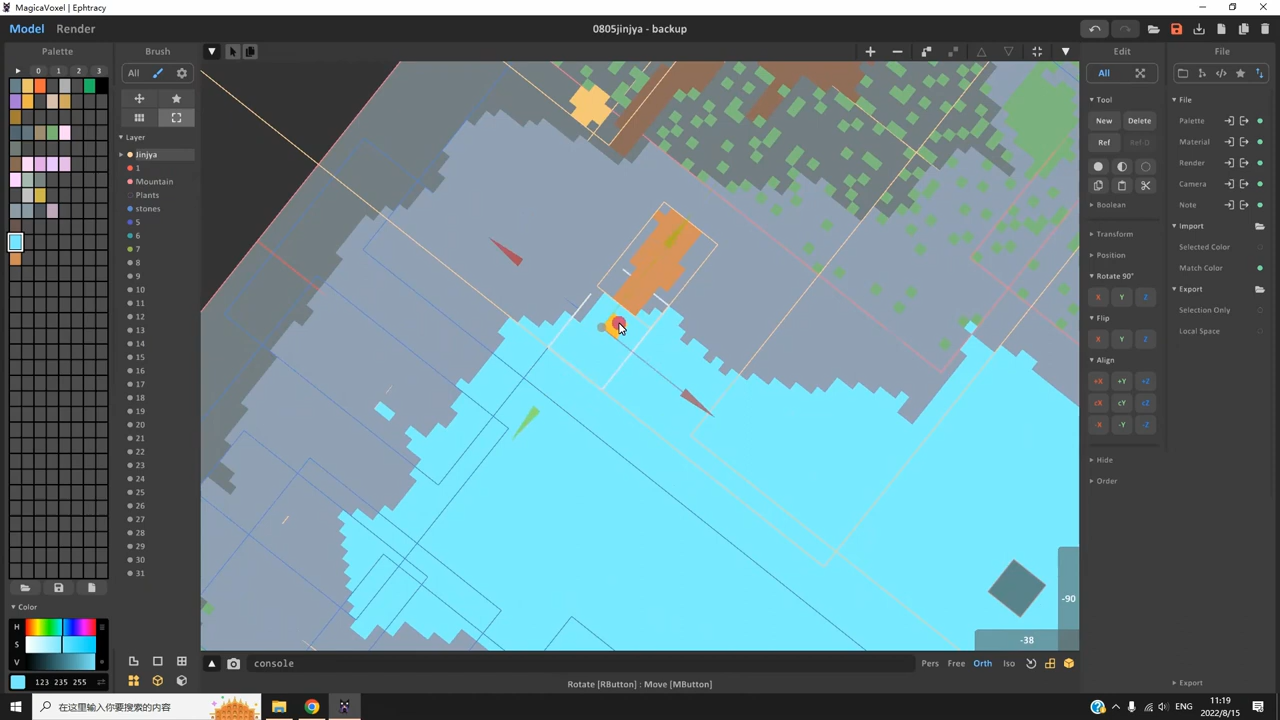 MagicaVoxel | Ephtracy
Model Render
0805jinjya - backup
Palette
Brush
Edit
File
0 1 2 3
All
All
Layer
Jinjya
1
Mountain
Plants
stones
5
6
7
8
9
10
11
12
13
14
15
16
17
18
19
20
21
22
23
24
25
26
27
28
29
30
31
Tool
New Delete
Ref Ref D
Boolean
Transform
Position
Rotate 90°
X Y Z
Flip
X Y Z
Align
+X +Y +Z
cX cY cZ
-X -Y -Z
Hide
Order
File
Palette
Material
Render
Camera
Note
Import
Selected Color
Match Color
Export
Selection Only
Local Space
Export
-90
-38
Color
H
S
V
123 235 255
console
Pers Free Orth Iso
Rotate [RButton] : Move [MButton]
在这里输入你要搜索的内容
ENG
11:19
2022/8/15